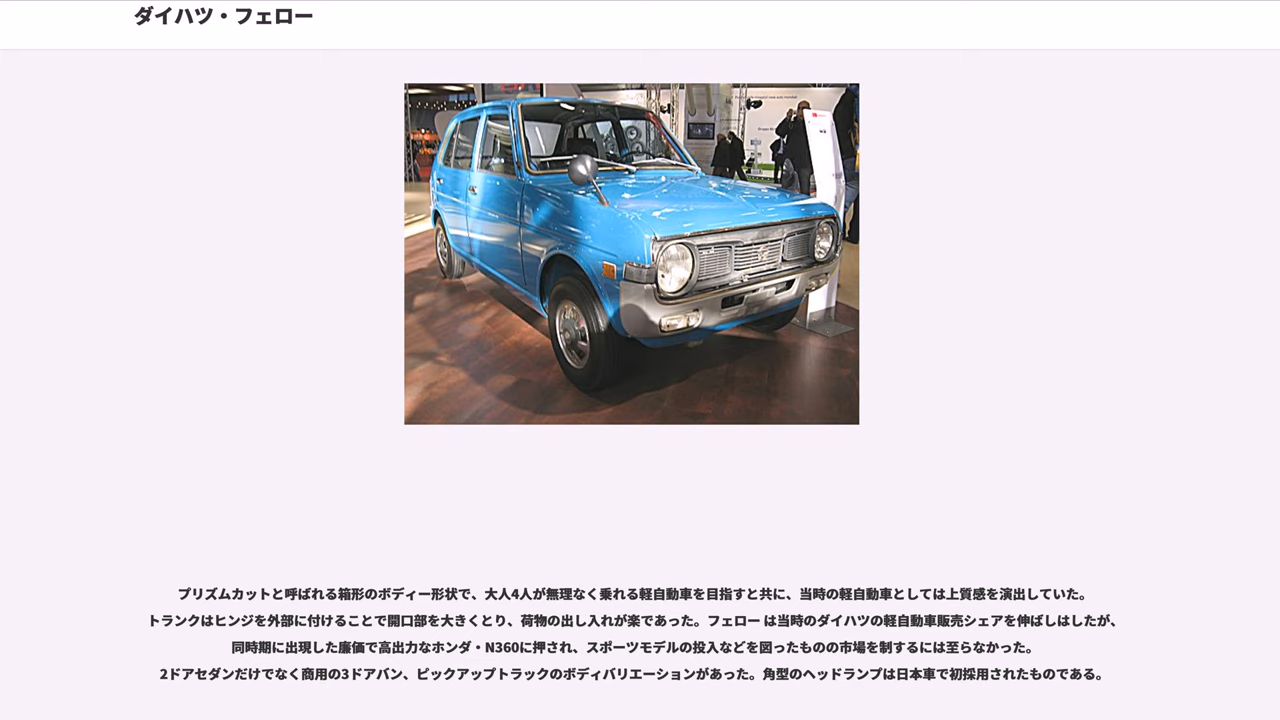 ダイハツ・フェロー
プリズムカットと呼ばれる箱形のボディー形状で、大人4人が無理なく乗れる軽自動車を目指すと共に、当時の軽自動車としては上質感を演出していた。
トランクはヒンジを外部に付けることで開口部を大きくとり、荷物の出し入れが楽であった。フェロー は当時のダイハツの軽自動車販売シェアを伸ばしはしたが、
同時期に出現した廉価で高出力なホンダ・N360に押され、スポーツモデルの投入などを図ったものの市場を制するには至らなかった。
2ドアセダンだけでなく商用の3ドアバン、ピックアップトラックのボディバリエーションがあった。角型のヘッドランプは日本車で初採用されたものである。